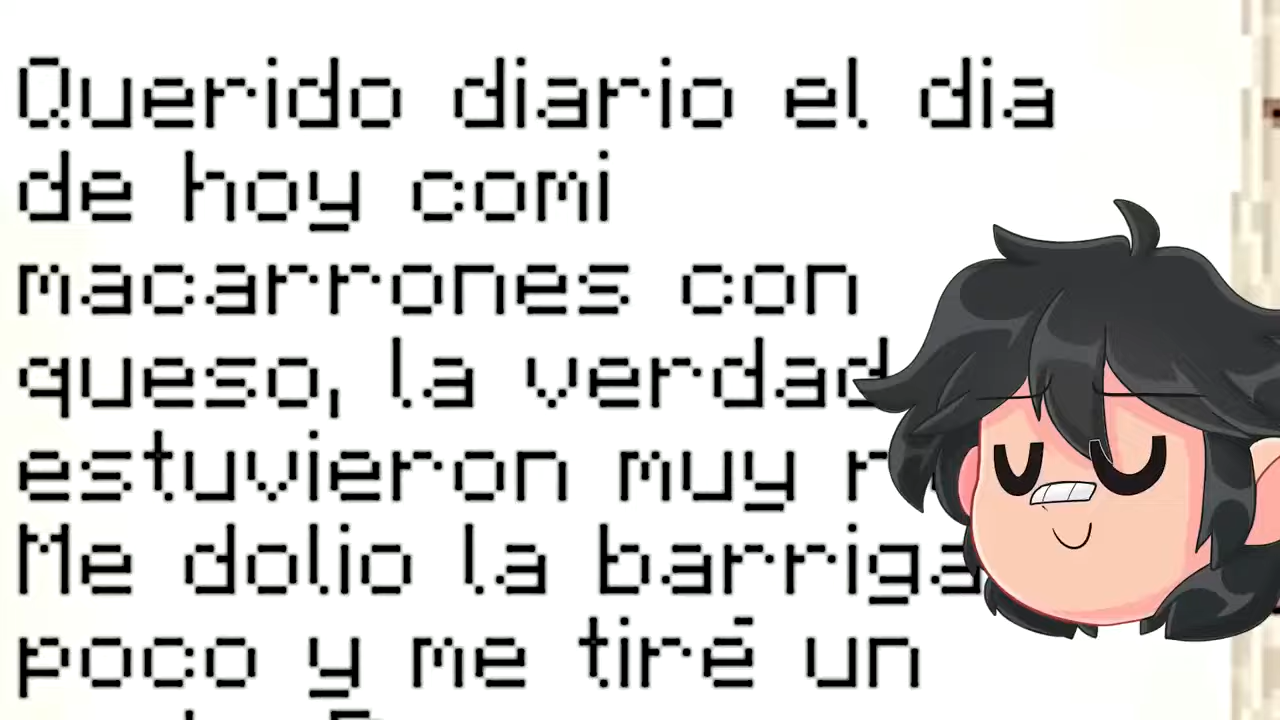 Querido diario el dia
de hoy comi
macarrones con
queso, la verdad
estuvieron muy
Me dolio la barriga
poco y me tiré un